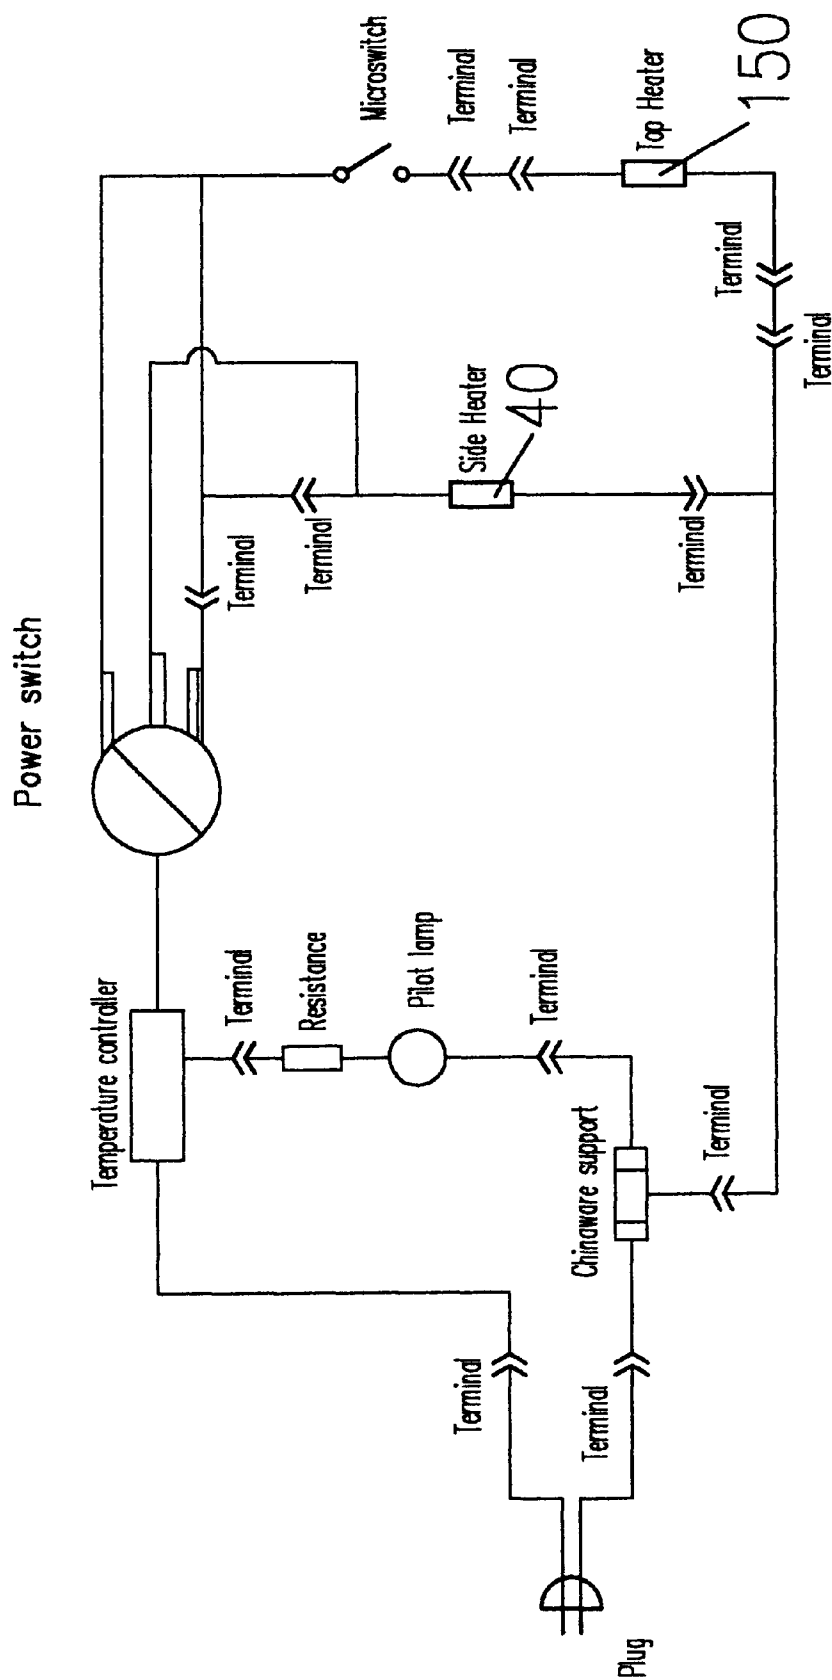 Power switch
Temperature controller
Terminal
Resistance
Pilot lamp
Terminal
Terminal
Terminal
Microswitch
Terminal
Terminal
Top Heater
150
Side Heater
40
Terminal
Terminal
Terminal
Terminal
Chinaware support
Terminal
Terminal
Plug